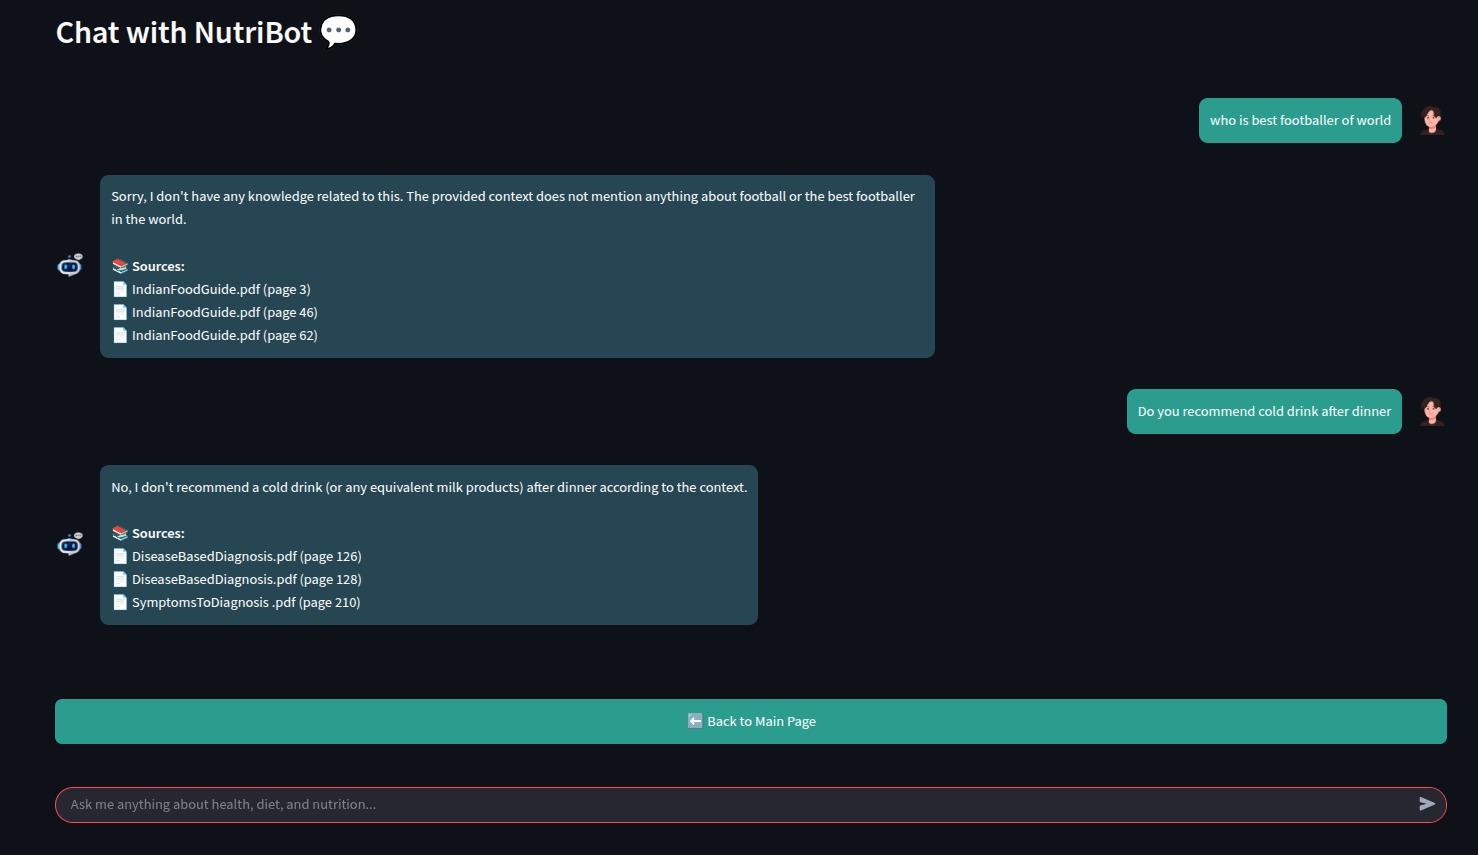 Chat with NutriBot 💬
who is best footballer of world
Sorry, I don't have any knowledge related to this. The provided context does not mention anything about football or the best footballer
in the world.
📚 Sources:
📄 IndianFoodGuide.pdf (page 3)
📄 IndianFoodGuide.pdf (page 46)
📄 IndianFoodGuide.pdf (page 62)
Do you recommend cold drink after dinner
No, I don't recommend a cold drink (or any equivalent milk products) after dinner according to the context.
📚 Sources:
📄 DiseaseBasedDiagnosis.pdf (page 126)
📄 DiseaseBasedDiagnosis.pdf (page 128)
📄 SymptomsToDiagnosis .pdf (page 210)
⬅️ Back to Main Page
Ask me anything about health, diet, and nutrition...